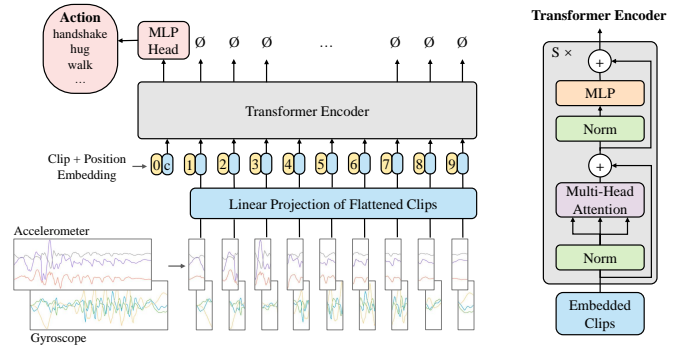 Action
handshake
hug
walk
...
MLP
Head
Ø Ø Ø ... Ø Ø Ø
Transformer Encoder
Clip + Position
Embedding
0 c 1 2 3 4 5 6 7 8 9
Linear Projection of Flattened Clips
Accelerometer
Gyroscope
Transformer Encoder
S ×
+
MLP
Norm
+
Multi-Head
Attention
Norm
Embedded
Clips